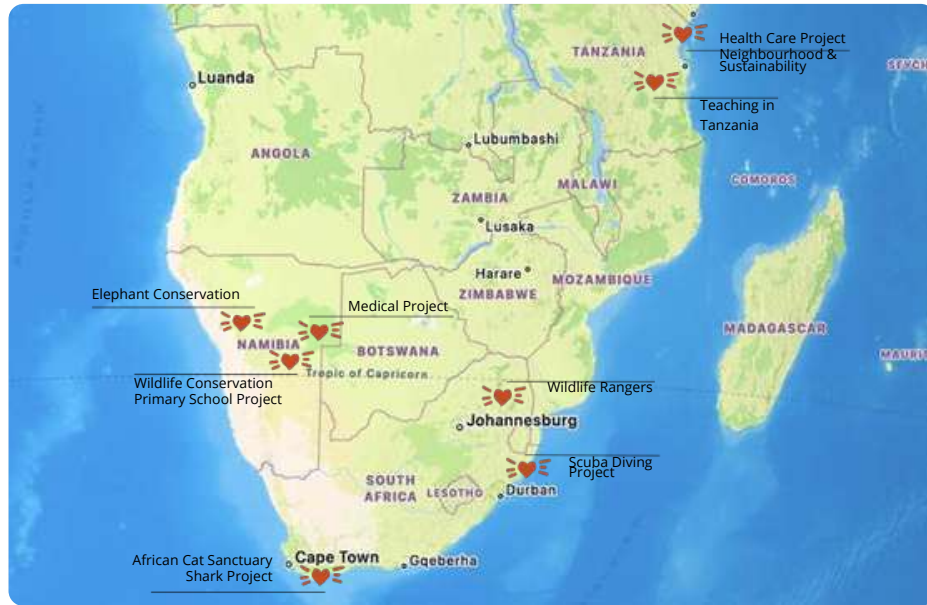 Health Care Project
TANZANIA
Neighbourhood &
Sustainability
Luanda
Teaching in
Tanzania
Lubumbashi
ANGOLA
COMOROS
MALAWI
ZAMBIA
Lusaka
Harare
MOZAMBIQUE
ZIMBABWE
Elephant Conservation
Medical Project
MADAGASCAR
NAMIBIA
BOTSWANA
Tropic of Capricorn
Wildlife Conservation
Primary School Project
Wildlife Rangers
Johannesburg
Scuba Diving
Project
SOUTH
AFRICA
LESOTHO
Durban
African Cat Sanctuary
Shark Project
Cape Town
Gqeberha